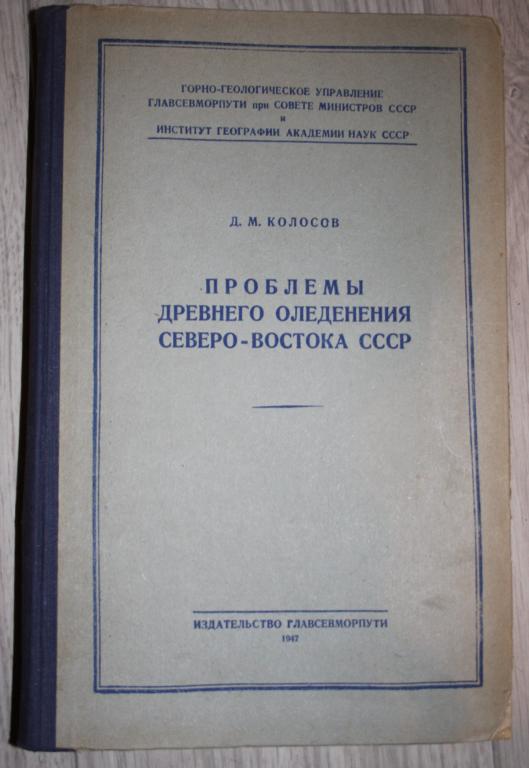 ГОРНО-ГЕОЛОГИЧЕСКОЕ УПРАВЛЕНИЕ
ГЛАВСЕВМОРПУТИ при СОВЕТЕ МИНИСТРОВ СССР
и
ИНСТИТУТ ГЕОГРАФИИ АКАДЕМИИ НАУК СССР
Д. М. КОЛОСОВ
ПРОБЛЕМЫ
ДРЕВНЕГО ОЛЕДЕНЕНИЯ
СЕВЕРО-ВОСТОКА СССР
ИЗДАТЕЛЬСТВО ГЛАВСЕВМОРПУТИ
1947